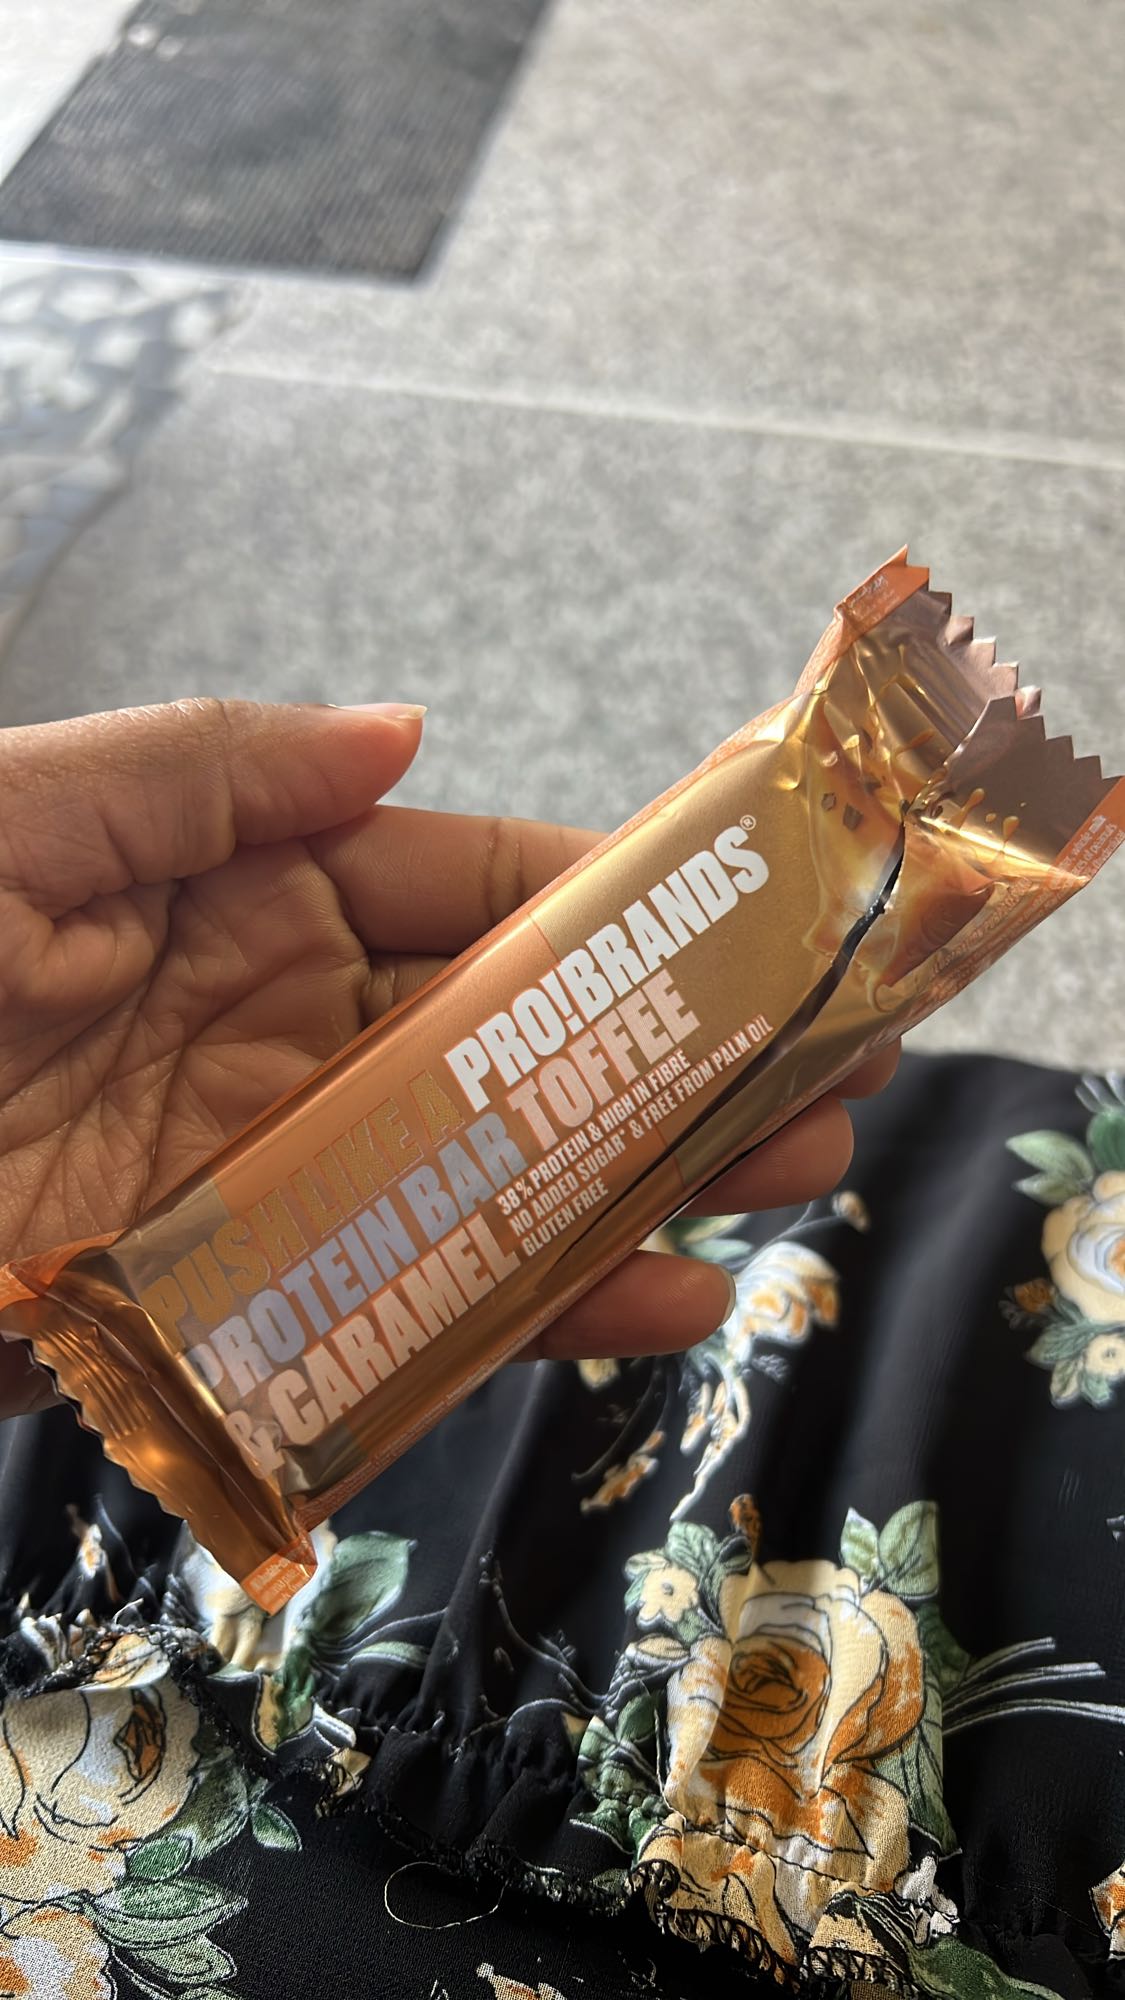 PUSH LIKE A PRO!BRANDS®
PROTEIN BAR TOFFEE
& CARAMEL
38% PROTEIN & HIGH IN FIBRE
NO ADDED SUGAR* & FREE FROM PALM OIL
GLUTEN FREE